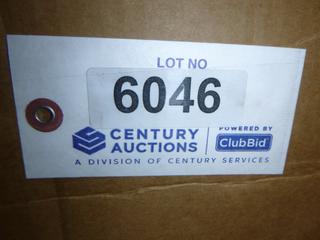 LOT NO
6046
CENTURY AUCTIONS
POWERED BY
ClubBid
A DIVISION OF CENTURY SERVICES